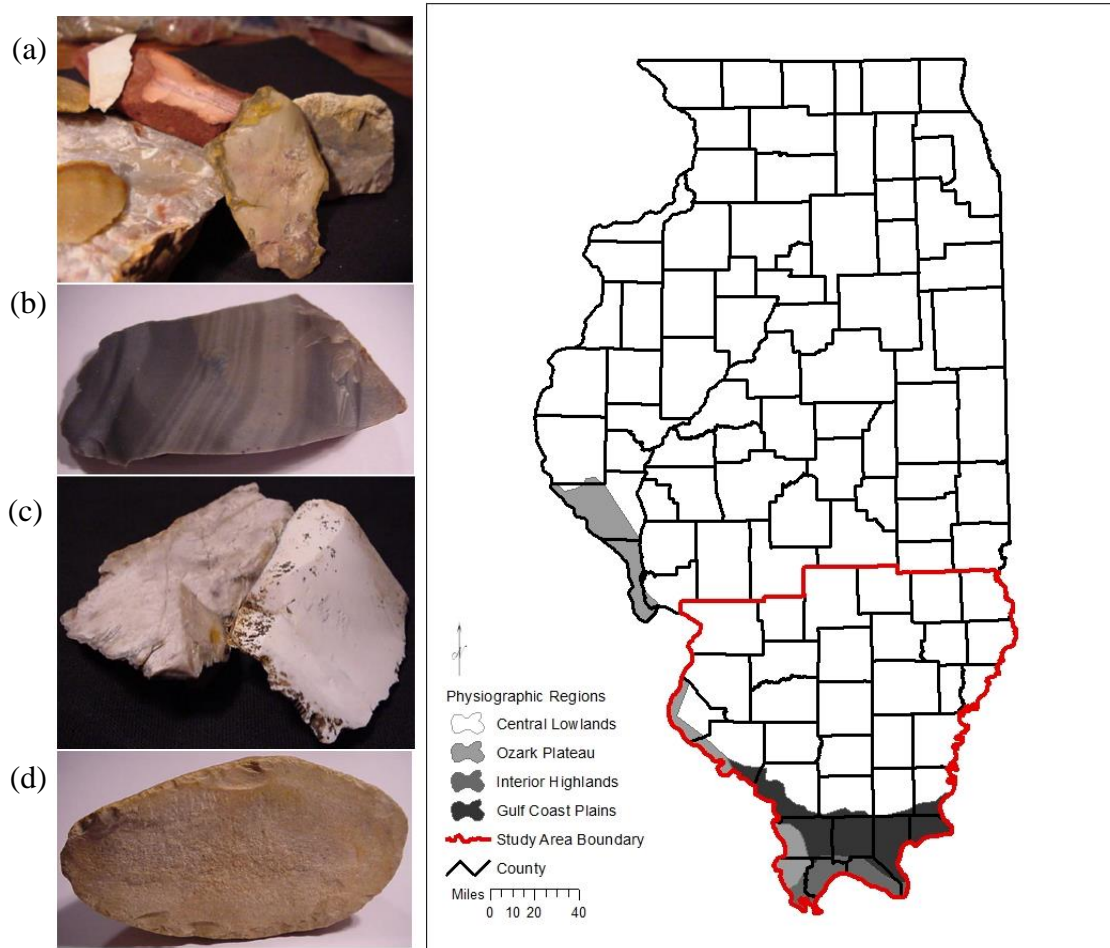 (a)
(b)
(c)
(d)
N
Physiographic Regions
Central Lowlands
Ozark Plateau
Interior Highlands
Gulf Coast Plains
Study Area Boundary
County
Miles
0 10 20 40